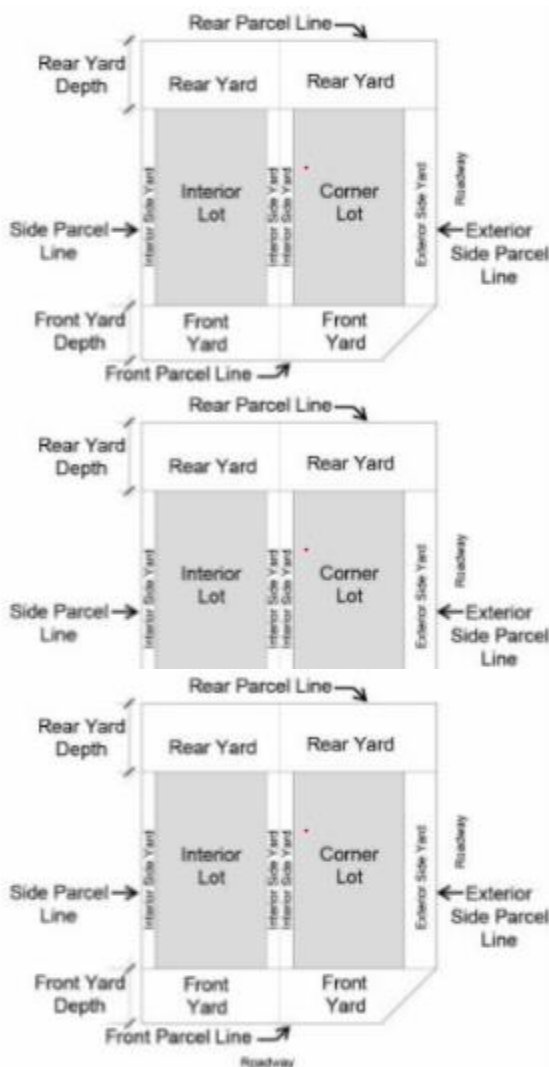 Rear Parcel Line
Rear Yard
Depth
Rear Yard
Rear Yard
Interior Side Yard
Interior
Lot
Interior Side Yard
Interior Side Yard
Corner
Lot
Exterior Side Yard
Roadway
Side Parcel
Line
Exterior
Side Parcel
Line
Front Yard
Depth
Front
Yard
Front
Yard
Front Parcel Line
Rear Parcel Line
Rear Yard
Depth
Rear Yard
Rear Yard
Interior Side Yard
Interior
Lot
Interior Side Yard
Interior Side Yard
Corner
Lot
Exterior Side Yard
Roadway
Side Parcel
Line
Exterior
Side Parcel
Line
Rear Parcel Line
Rear Yard
Depth
Rear Yard
Rear Yard
Interior Side Yard
Interior
Lot
Interior Side Yard
Interior Side Yard
Corner
Lot
Exterior Side Yard
Roadway
Side Parcel
Line
Exterior
Side Parcel
Line
Front Yard
Depth
Front
Yard
Front
Yard
Front Parcel Line
Roadway